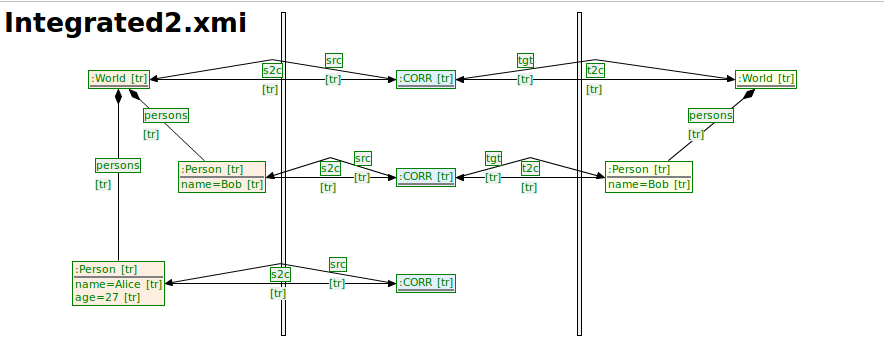 Integrated2.xmi
src
tgt
s2c
t2c
:World [tr]
[tr]
:CORR [tr]
[tr]
:World [tr]
[tr]
[tr]
persons
persons
[tr]
[tr]
persons
src
tgt
:Person [tr]
name=Bob [tr]
s2c
[tr]
[tr]
:CORR [tr]
[tr]
t2c
[tr]
:Person [tr]
name=Bob [tr]
[tr]
src
:Person [tr]
name=Alice [tr]
age=27 [tr]
s2c
[tr]
[tr]
:CORR [tr]